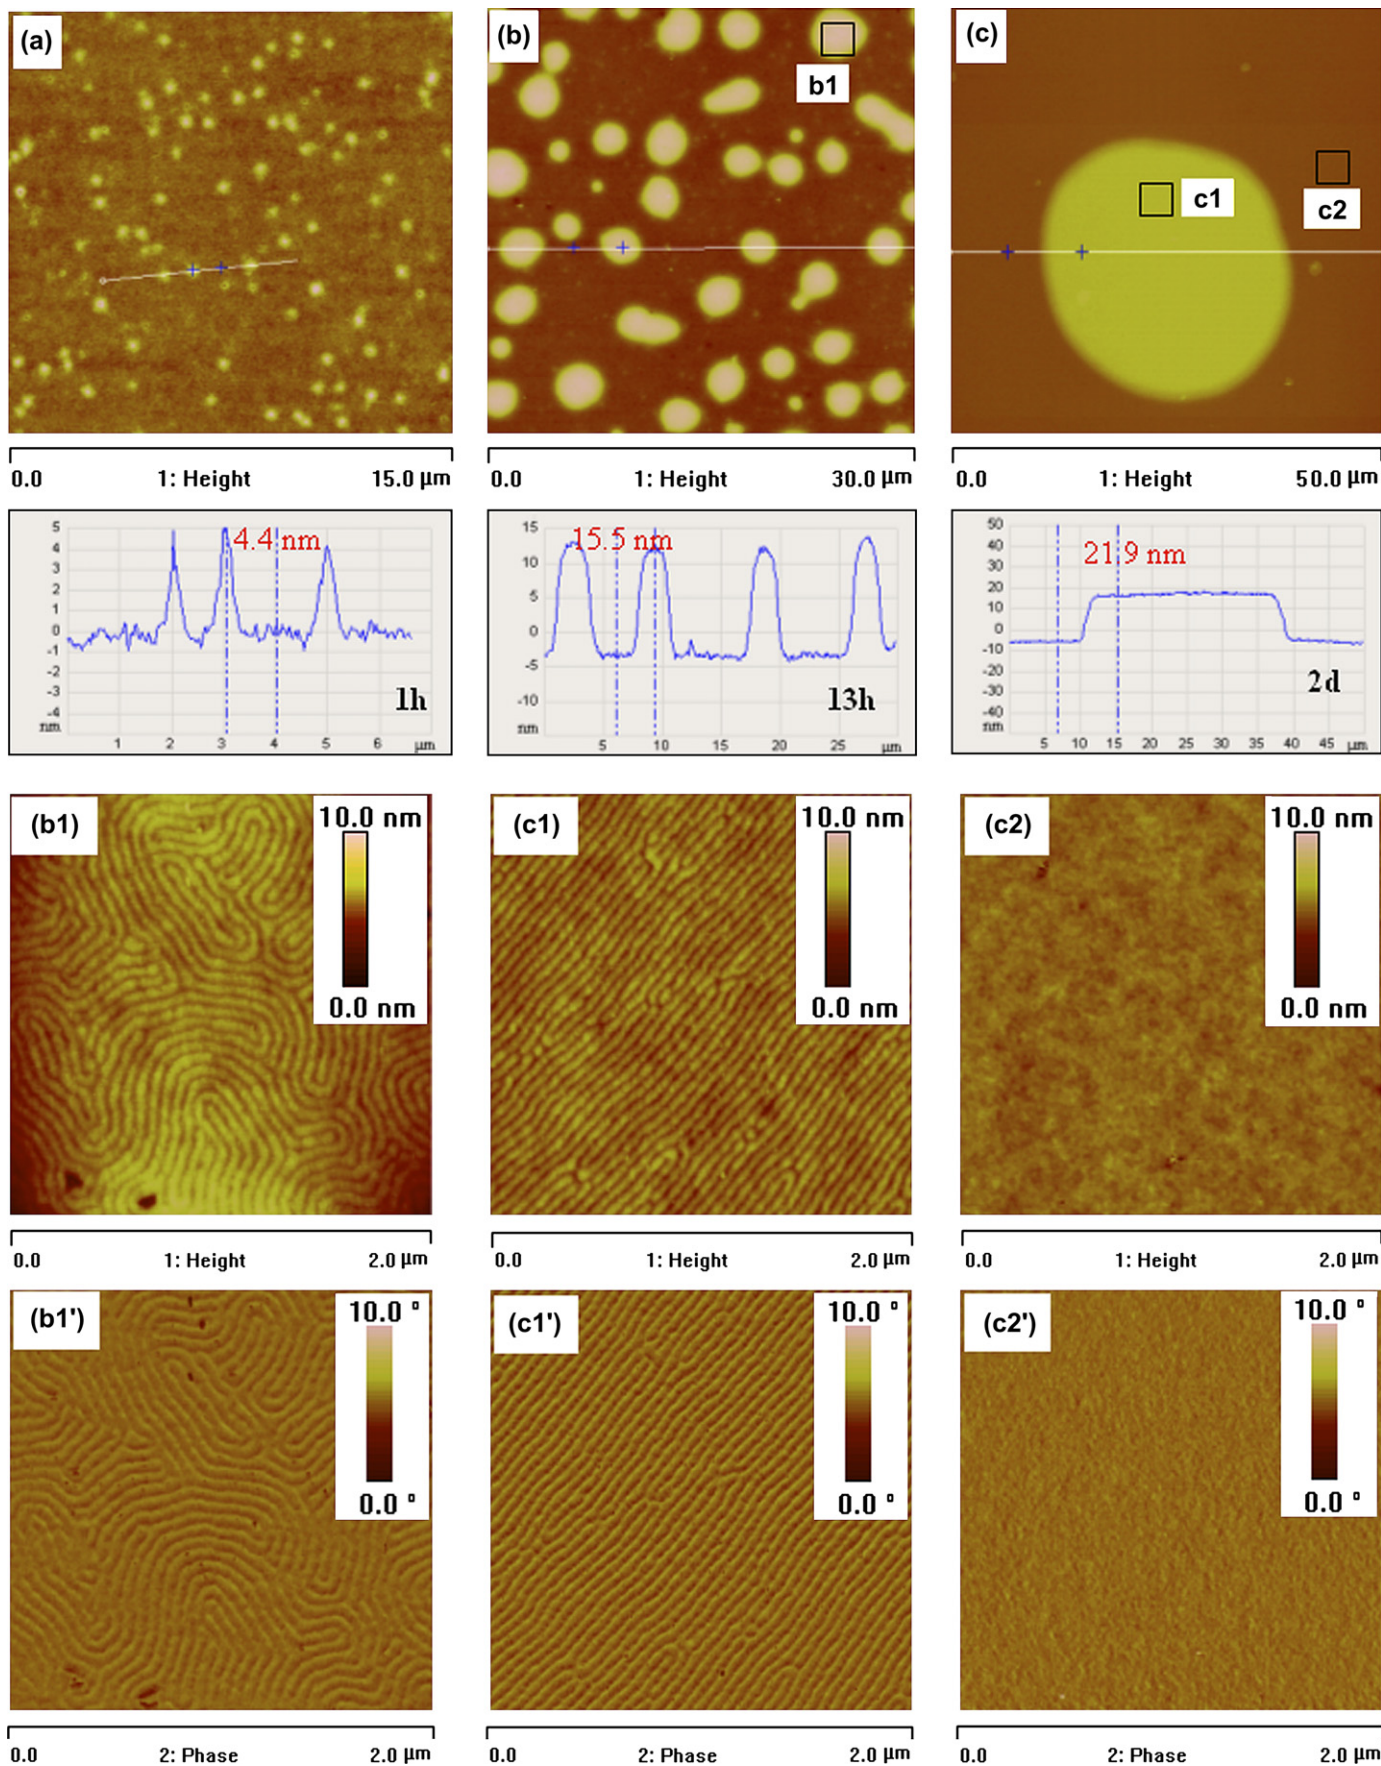 (a)
(b)
b1
(c)
c1
c2
0.0 1: Height 15.0 µm
0.0 1: Height 30.0 µm
0.0 1: Height 50.0 µm
5
4
3
2
1
0
-1
-2
-3
-4
nm
4.4 nm
1h
1 2 3 4 5 6 µm
15
10
5
0
-5
-10
nm
15.5 nm
13h
5 10 15 20 25 µm
50
40
30
20
10
0
-10
-20
-30
-40
nm
21.9 nm
2d
5 10 15 20 25 30 35 40 45 µm
(b1)
10.0 nm
0.0 nm
(c1)
10.0 nm
0.0 nm
(c2)
10.0 nm
0.0 nm
0.0 1: Height 2.0 µm
0.0 1: Height 2.0 µm
0.0 1: Height 2.0 µm
(b1')
10.0 °
0.0 °
(c1')
10.0 °
0.0 °
(c2')
10.0 °
0.0 °
0.0 2: Phase 2.0 µm
0.0 2: Phase 2.0 µm
0.0 2: Phase 2.0 µm